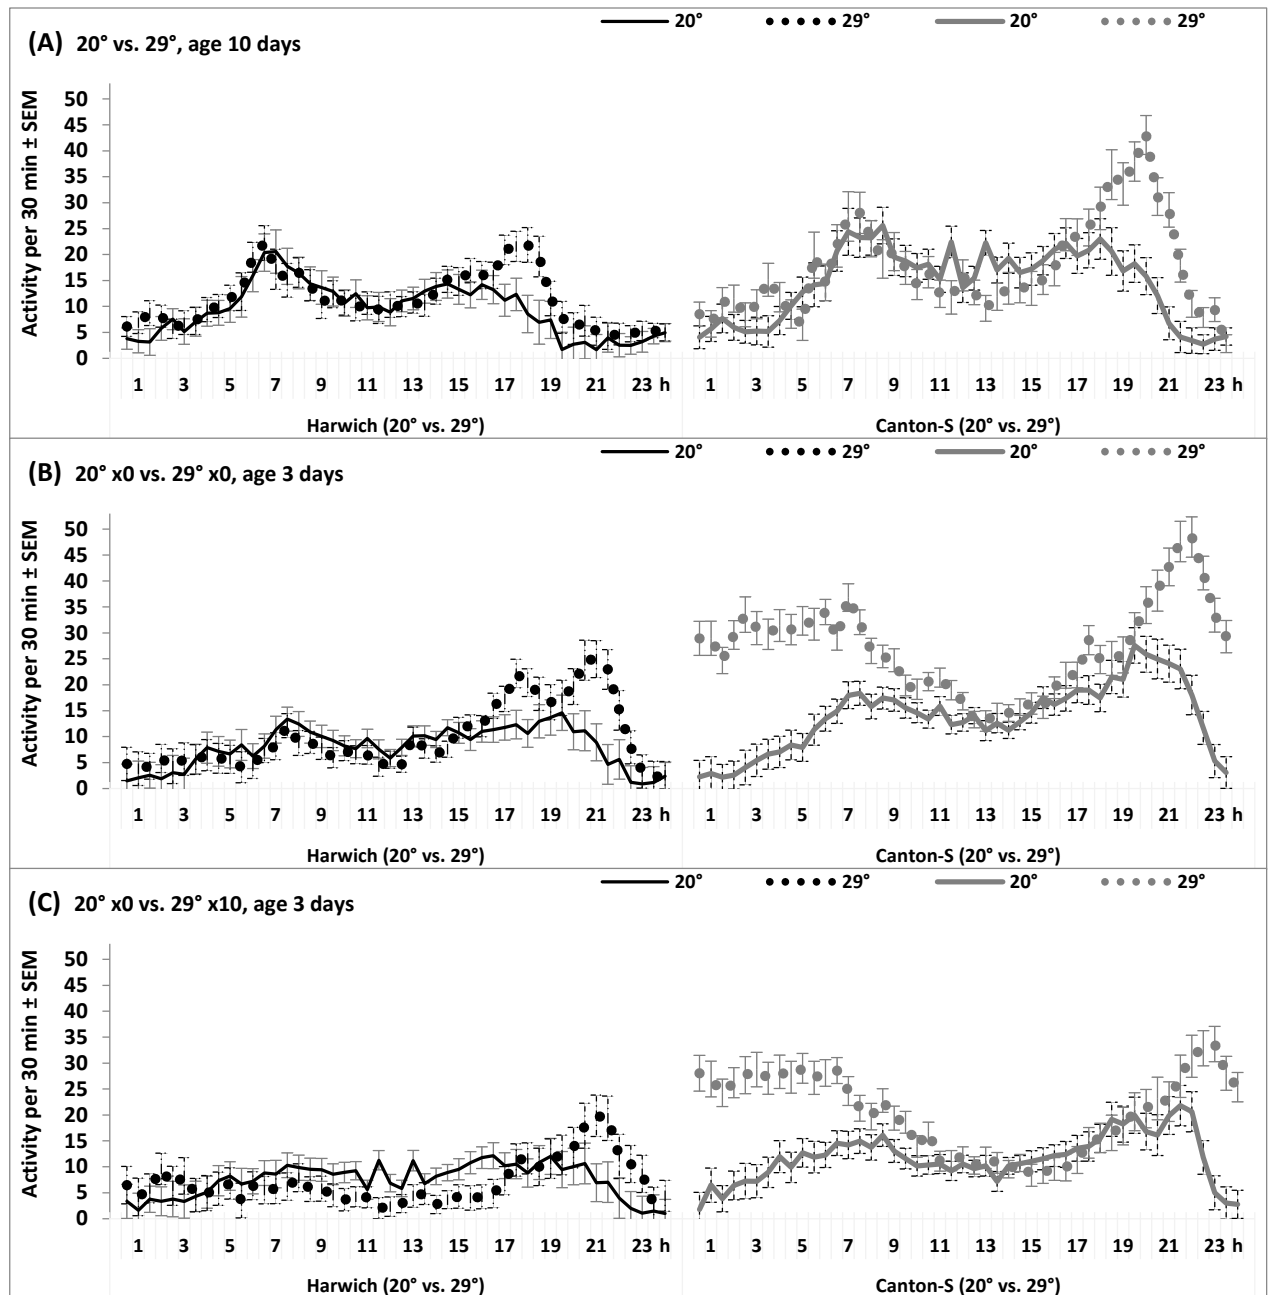 20° 29° 20° 29°
(A) 20° vs. 29°, age 10 days
Activity per 30 min ± SEM
50
45
40
35
30
25
20
15
10
5
0
1 3 5 7 9 11 13 15 17 19 21 23 h 1 3 5 7 9 11 13 15 17 19 21 23 h
Harwich (20° vs. 29°) Canton-S (20° vs. 29°)
20° 29° 20° 29°
(B) 20° x0 vs. 29° x0, age 3 days
Activity per 30 min ± SEM
50
45
40
35
30
25
20
15
10
5
0
1 3 5 7 9 11 13 15 17 19 21 23 h 1 3 5 7 9 11 13 15 17 19 21 23 h
Harwich (20° vs. 29°) Canton-S (20° vs. 29°)
20° 29° 20° 29°
(C) 20° x0 vs. 29° x10, age 3 days
Activity per 30 min ± SEM
50
45
40
35
30
25
20
15
10
5
0
1 3 5 7 9 11 13 15 17 19 21 23 h 1 3 5 7 9 11 13 15 17 19 21 23 h
Harwich (20° vs. 29°) Canton-S (20° vs. 29°)